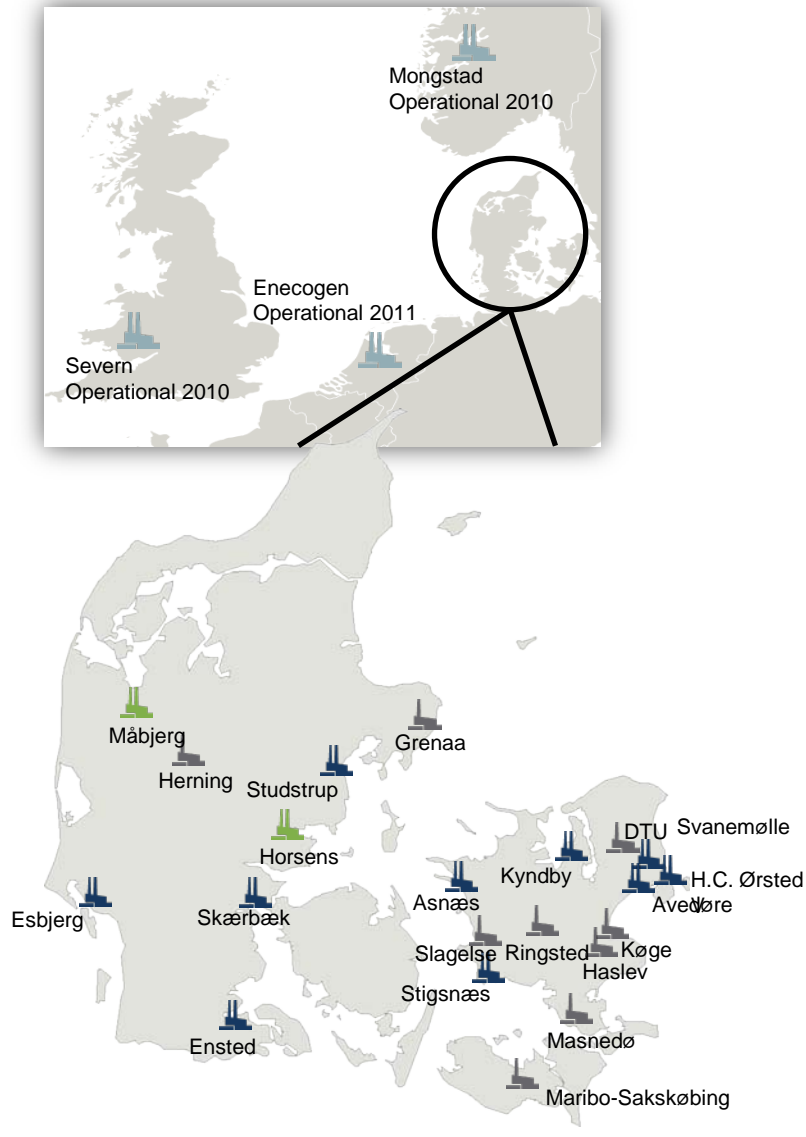 Mongstad
Operational 2010
Enecogen
Operational 2011
Severn
Operational 2010
Måbjerg
Grenaa
Herning
Studstrup
Horsens
DTU
Svanemølle
Kyndby
H.C. Ørsted
V
Asnæs
Avedøre
Esbjerg
Skærbæk
Slagelse
Ringsted
Køge
Haslev
Stigsnæs
Ensted
Masnedø
Maribo-Sakskøbing